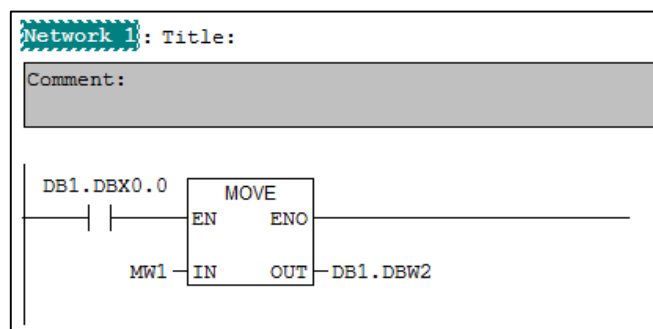 Network 1: Title:
Comment:
DB1.DBX0.0
MOVE
EN ENO
MW1 IN OUT DB1.DBW2